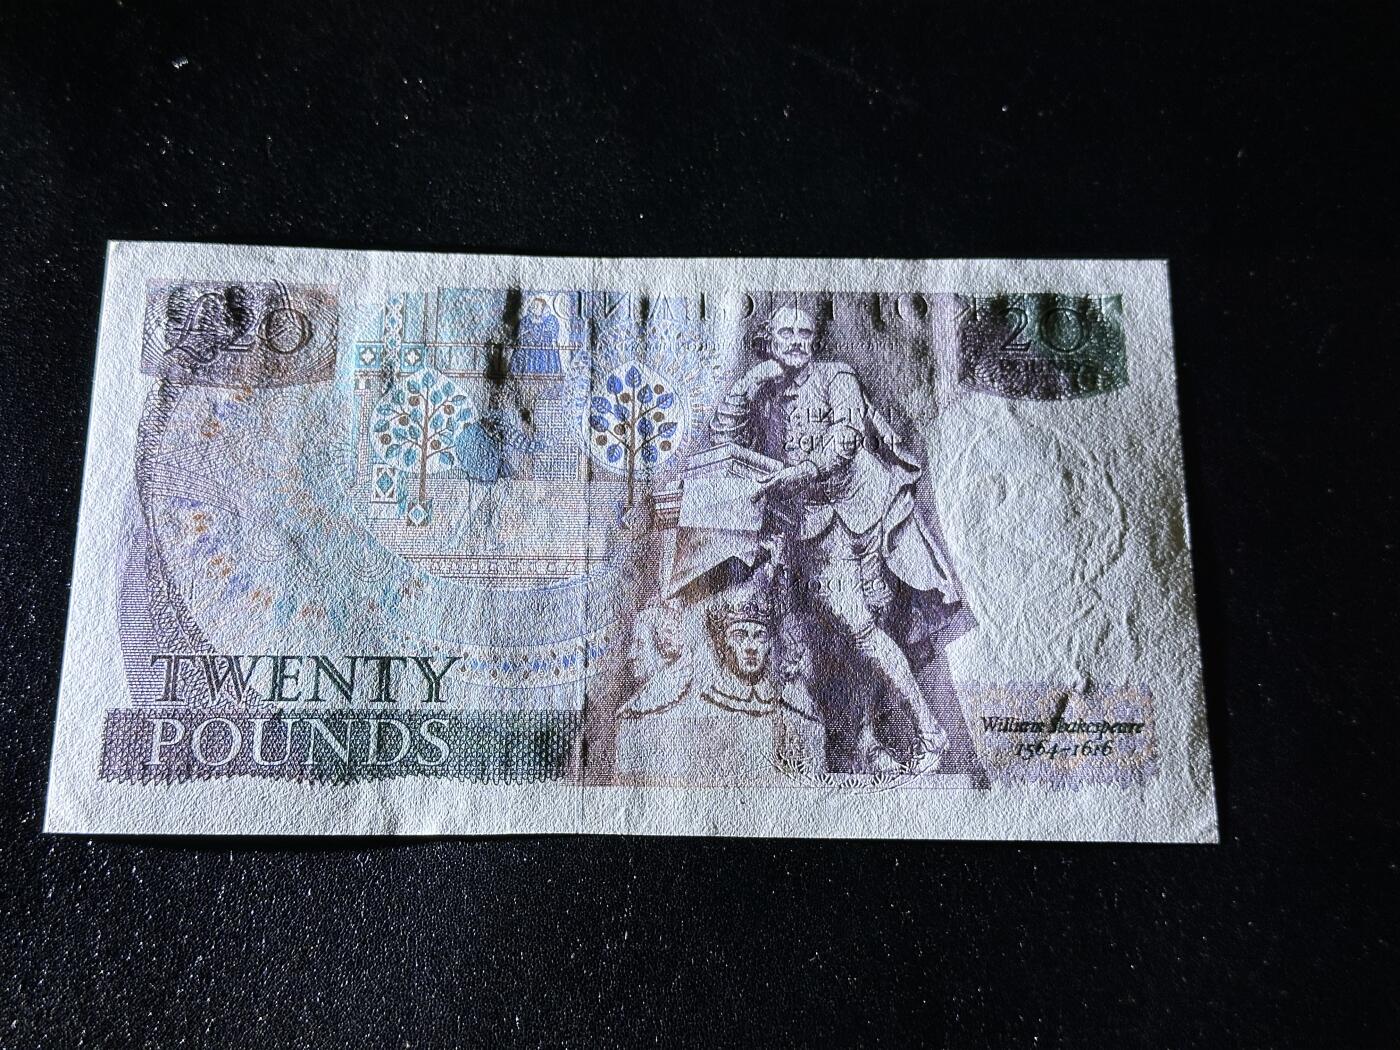 £20
20
TWENTY
POUNDS
William Shakespeare
1564-1616